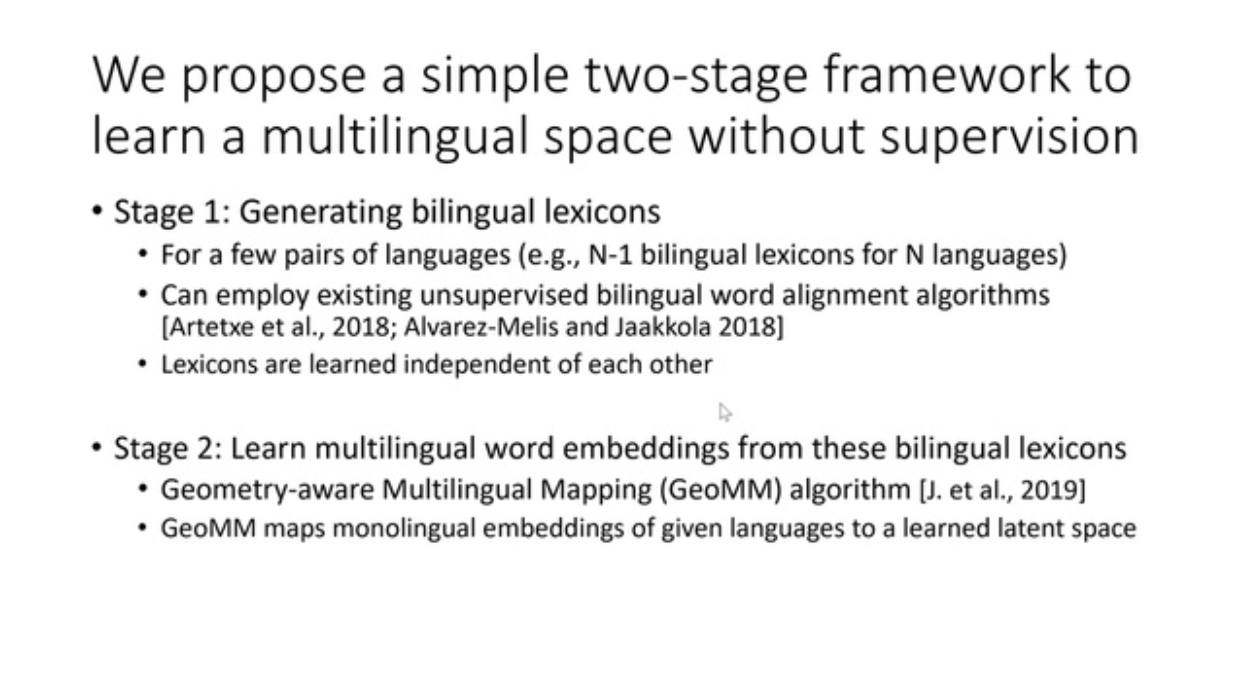 We propose a simple two-stage framework to
learn a multilingual space without supervision
• Stage 1: Generating bilingual lexicons
• For a few pairs of languages (e.g., N-1 bilingual lexicons for N languages)
• Can employ existing unsupervised bilingual word alignment algorithms
[Artetxe et al., 2018; Alvarez-Melis and Jaakkola 2018]
• Lexicons are learned independent of each other
• Stage 2: Learn multilingual word embeddings from these bilingual lexicons
• Geometry-aware Multilingual Mapping (GeoMM) algorithm [J. et al., 2019]
• GeoMM maps monolingual embeddings of given languages to a learned latent space